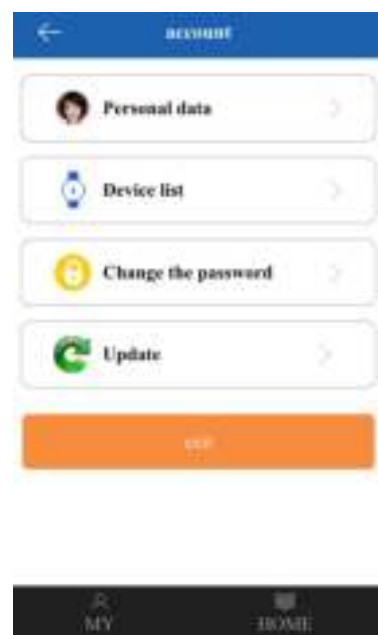 account
Personal data
Device list
Change the password
Update
MY HOME